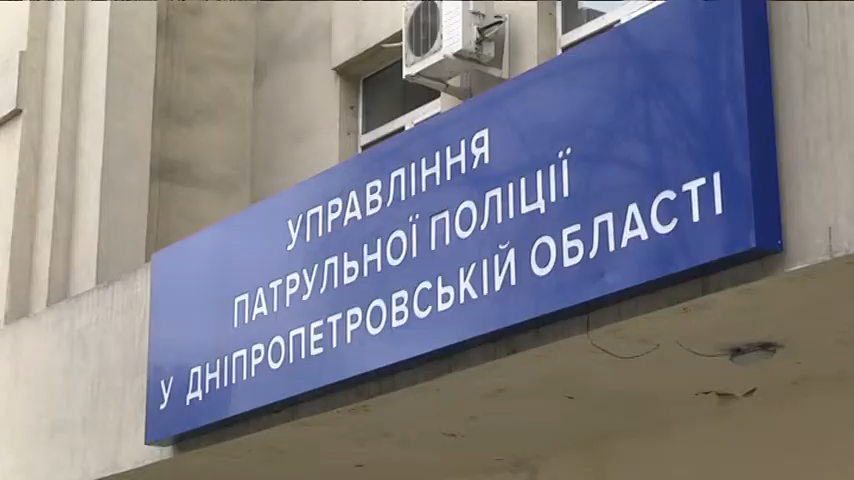 УПРАВЛІННЯ
ПАТРУЛЬНОЇ ПОЛІЦІЇ
У ДНІПРОПЕТРОВСЬКІЙ ОБЛАСТІ